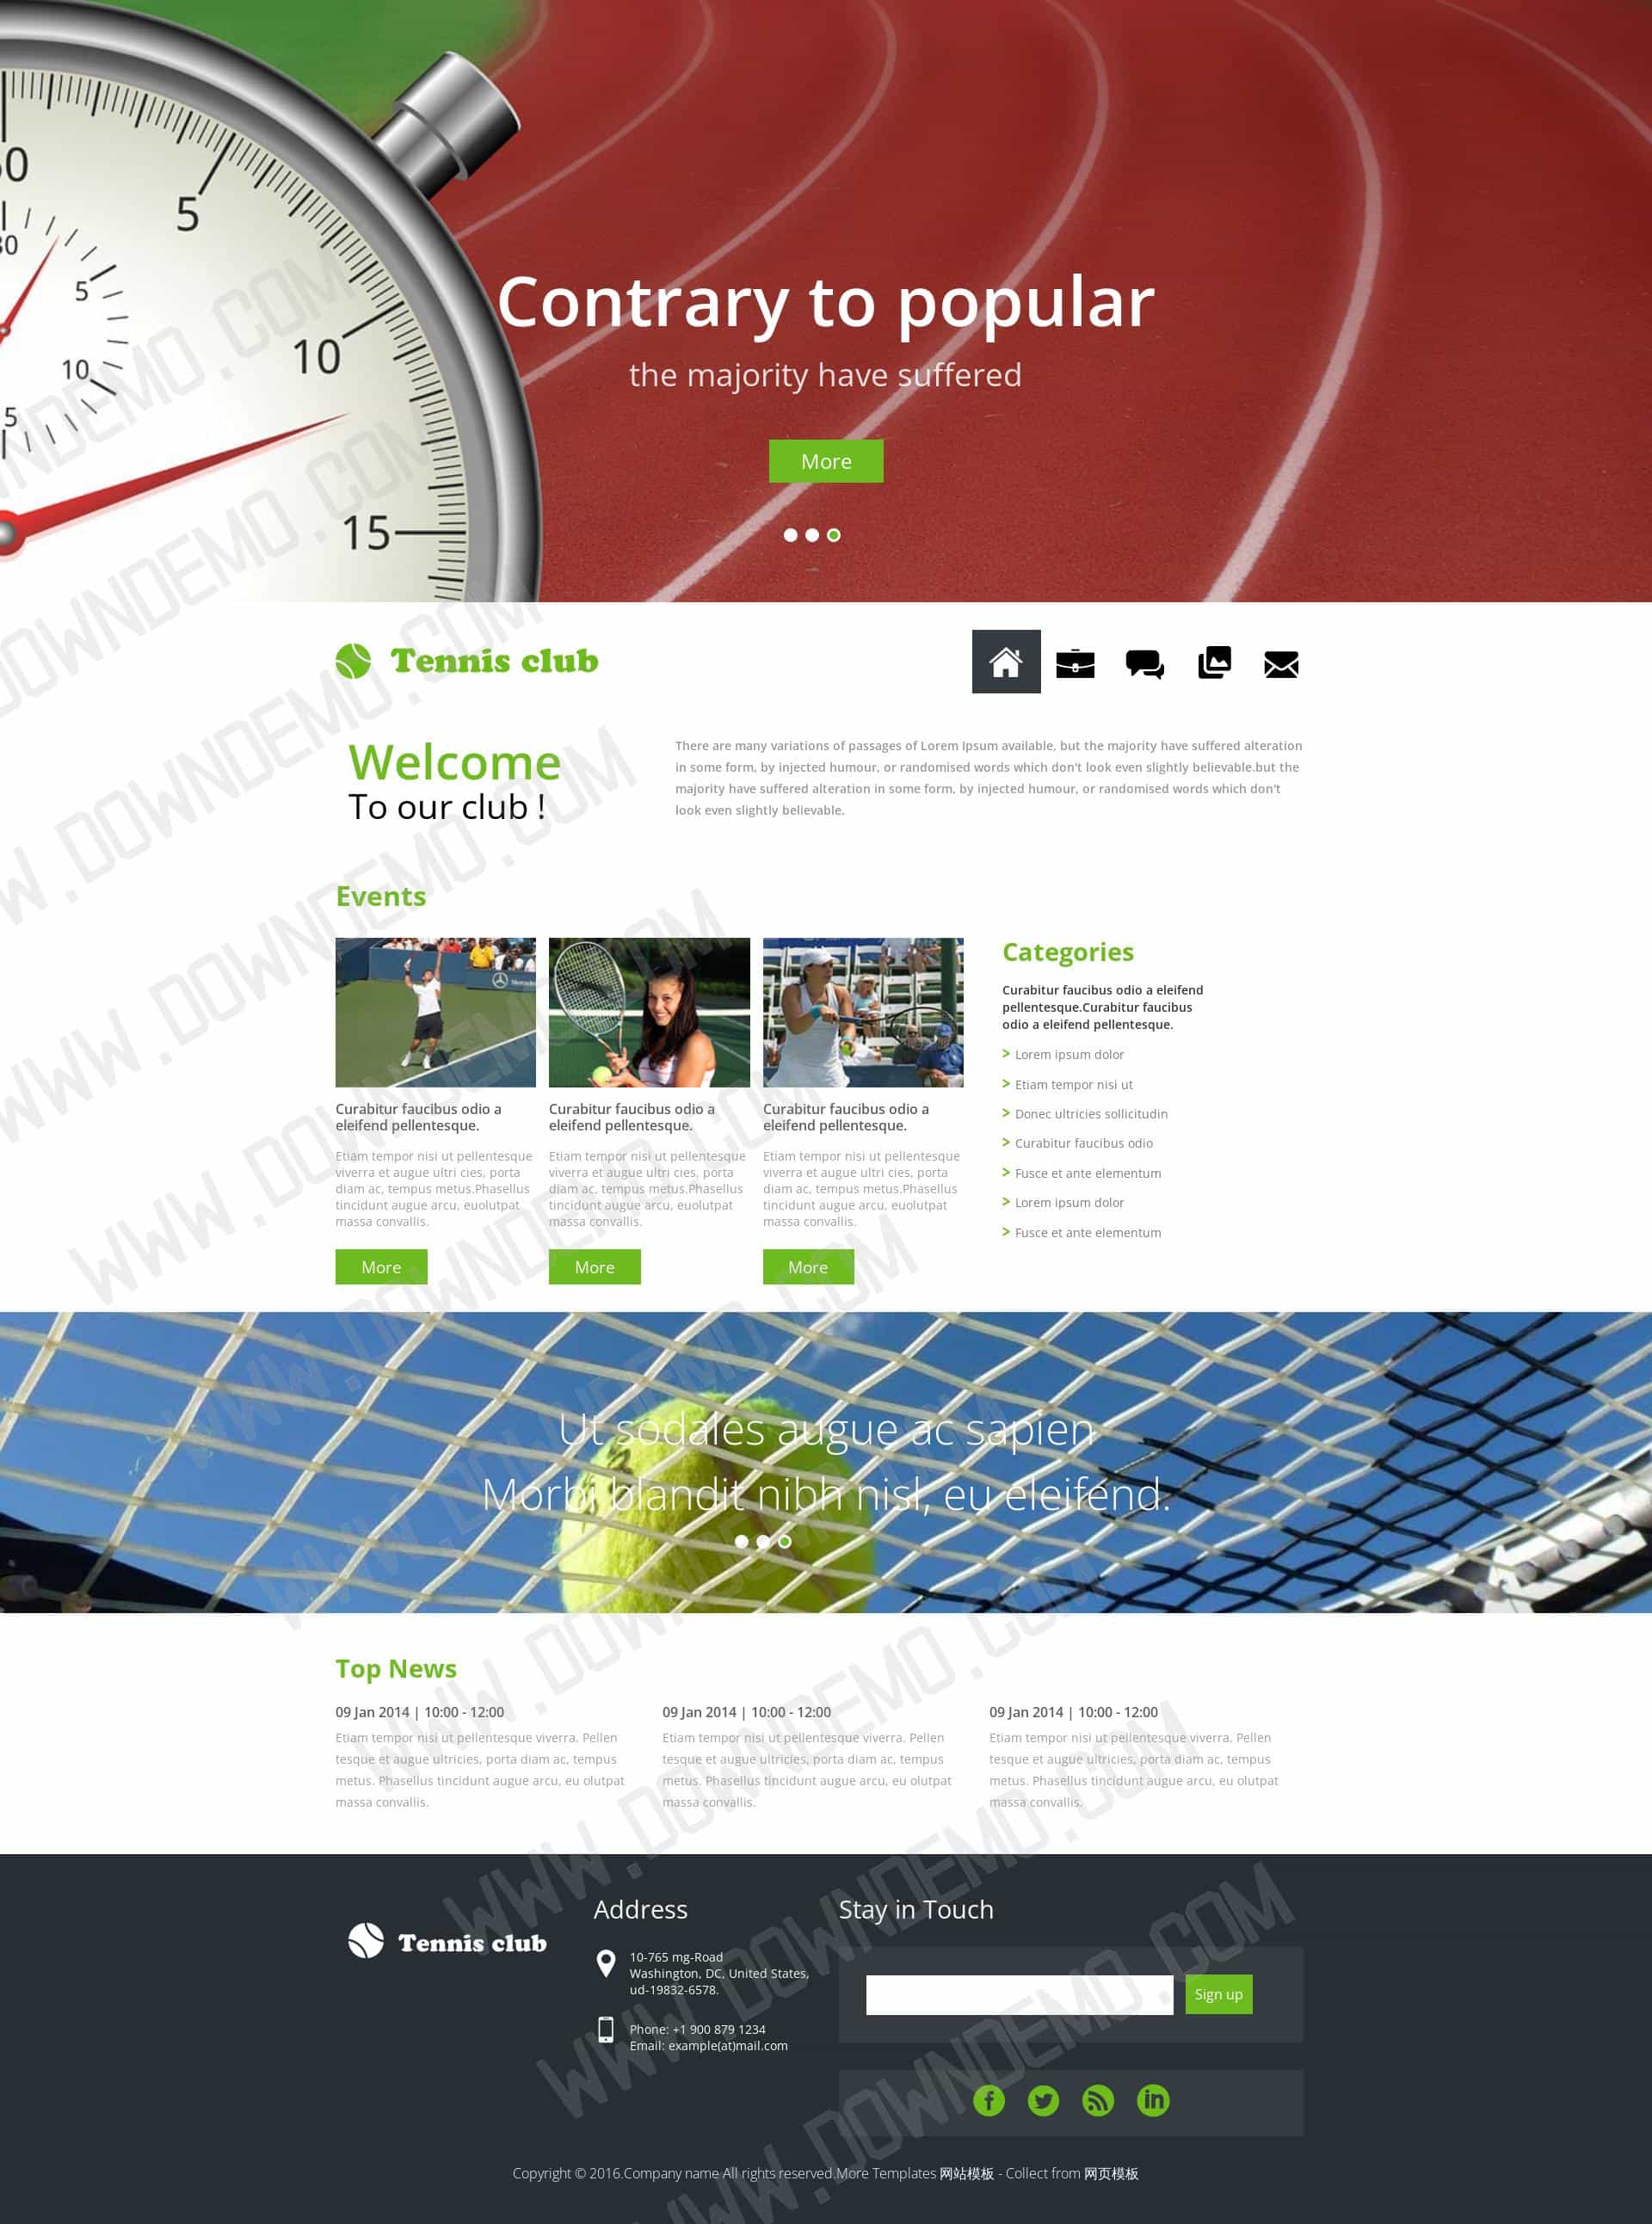 60
5
10
15
30
5
10
5
Contrary to popular
the majority have suffered
More
Tennis club
Welcome
To our club !
There are many variations of passages of Lorem Ipsum available, but the majority have suffered alteration
in some form, by injected humour, or randomised words which don't look even slightly believable.but the
majority have suffered alteration in some form, by injected humour, or randomised words which don't
look even slightly believable.
Events
Curabitur faucibus odio a
eleifend pellentesque.
Etiam tempor nisi ut pellentesque
viverra et augue ultri cies, porta
diam ac, tempus metus.Phasellus
tincidunt augue arcu, euolutpat
massa convallis.
More
Curabitur faucibus odio a
eleifend pellentesque.
Etiam tempor nisi ut pellentesque
viverra et augue ultri cies, porta
diam ac, tempus metus.Phasellus
tincidunt augue arcu, euolutpat
massa convallis.
More
Curabitur faucibus odio a
eleifend pellentesque.
Etiam tempor nisi ut pellentesque
viverra et augue ultri cies, porta
diam ac, tempus metus.Phasellus
tincidunt augue arcu, euolutpat
massa convallis.
More
Categories
Curabitur faucibus odio a eleifend
pellentesque.Curabitur faucibus
odio a eleifend pellentesque.
> Lorem ipsum dolor
> Etiam tempor nisi ut
> Donec ultricies sollicitudin
> Curabitur faucibus odio
> Fusce et ante elementum
> Lorem ipsum dolor
> Fusce et ante elementum
Ut sodales augue ac sapien
Morbi blandit nibh nisl, eu eleifend.
Top News
09 Jan 2014 | 10:00 - 12:00
Etiam tempor nisi ut pellentesque viverra. Pellen
tesque et augue ultricies, porta diam ac, tempus
metus. Phasellus tincidunt augue arcu, eu olutpat
massa convallis.
09 Jan 2014 | 10:00 - 12:00
Etiam tempor nisi ut pellentesque viverra. Pellen
tesque et augue ultricies, porta diam ac, tempus
metus. Phasellus tincidunt augue arcu, eu olutpat
massa convallis.
09 Jan 2014 | 10:00 - 12:00
Etiam tempor nisi ut pellentesque viverra. Pellen
tesque et augue ultricies, porta diam ac, tempus
metus. Phasellus tincidunt augue arcu, eu olutpat
massa convallis.
Tennis club
Address
10-765 mg-Road
Washington, DC, United States,
ud-19832-6578.
Phone: +1 900 879 1234
Email: example(at)mail.com
Stay in Touch
Sign up
Copyright © 2016.Company name All rights reserved.More Templates 网站模板 - Collect from 网页模板
WWW.DOWNDEMO.COM